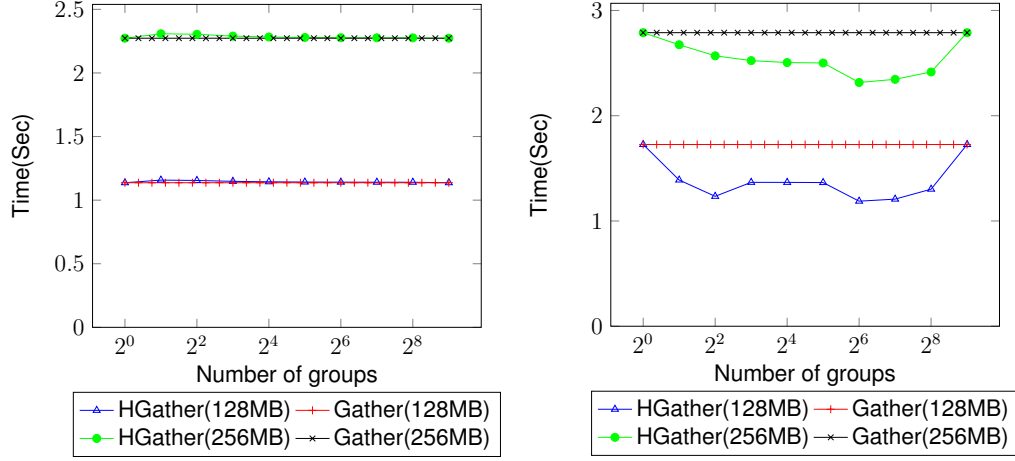 2.5
2
1.5
1
0.5
0
Time(Sec)
2^0 2^2 2^4 2^6 2^8
Number of groups
HGather(128MB) Gather(128MB)
HGather(256MB) Gather(256MB)
3
2
1
0
Time(Sec)
2^0 2^2 2^4 2^6 2^8
Number of groups
HGather(128MB) Gather(128MB)
HGather(256MB) Gather(256MB)